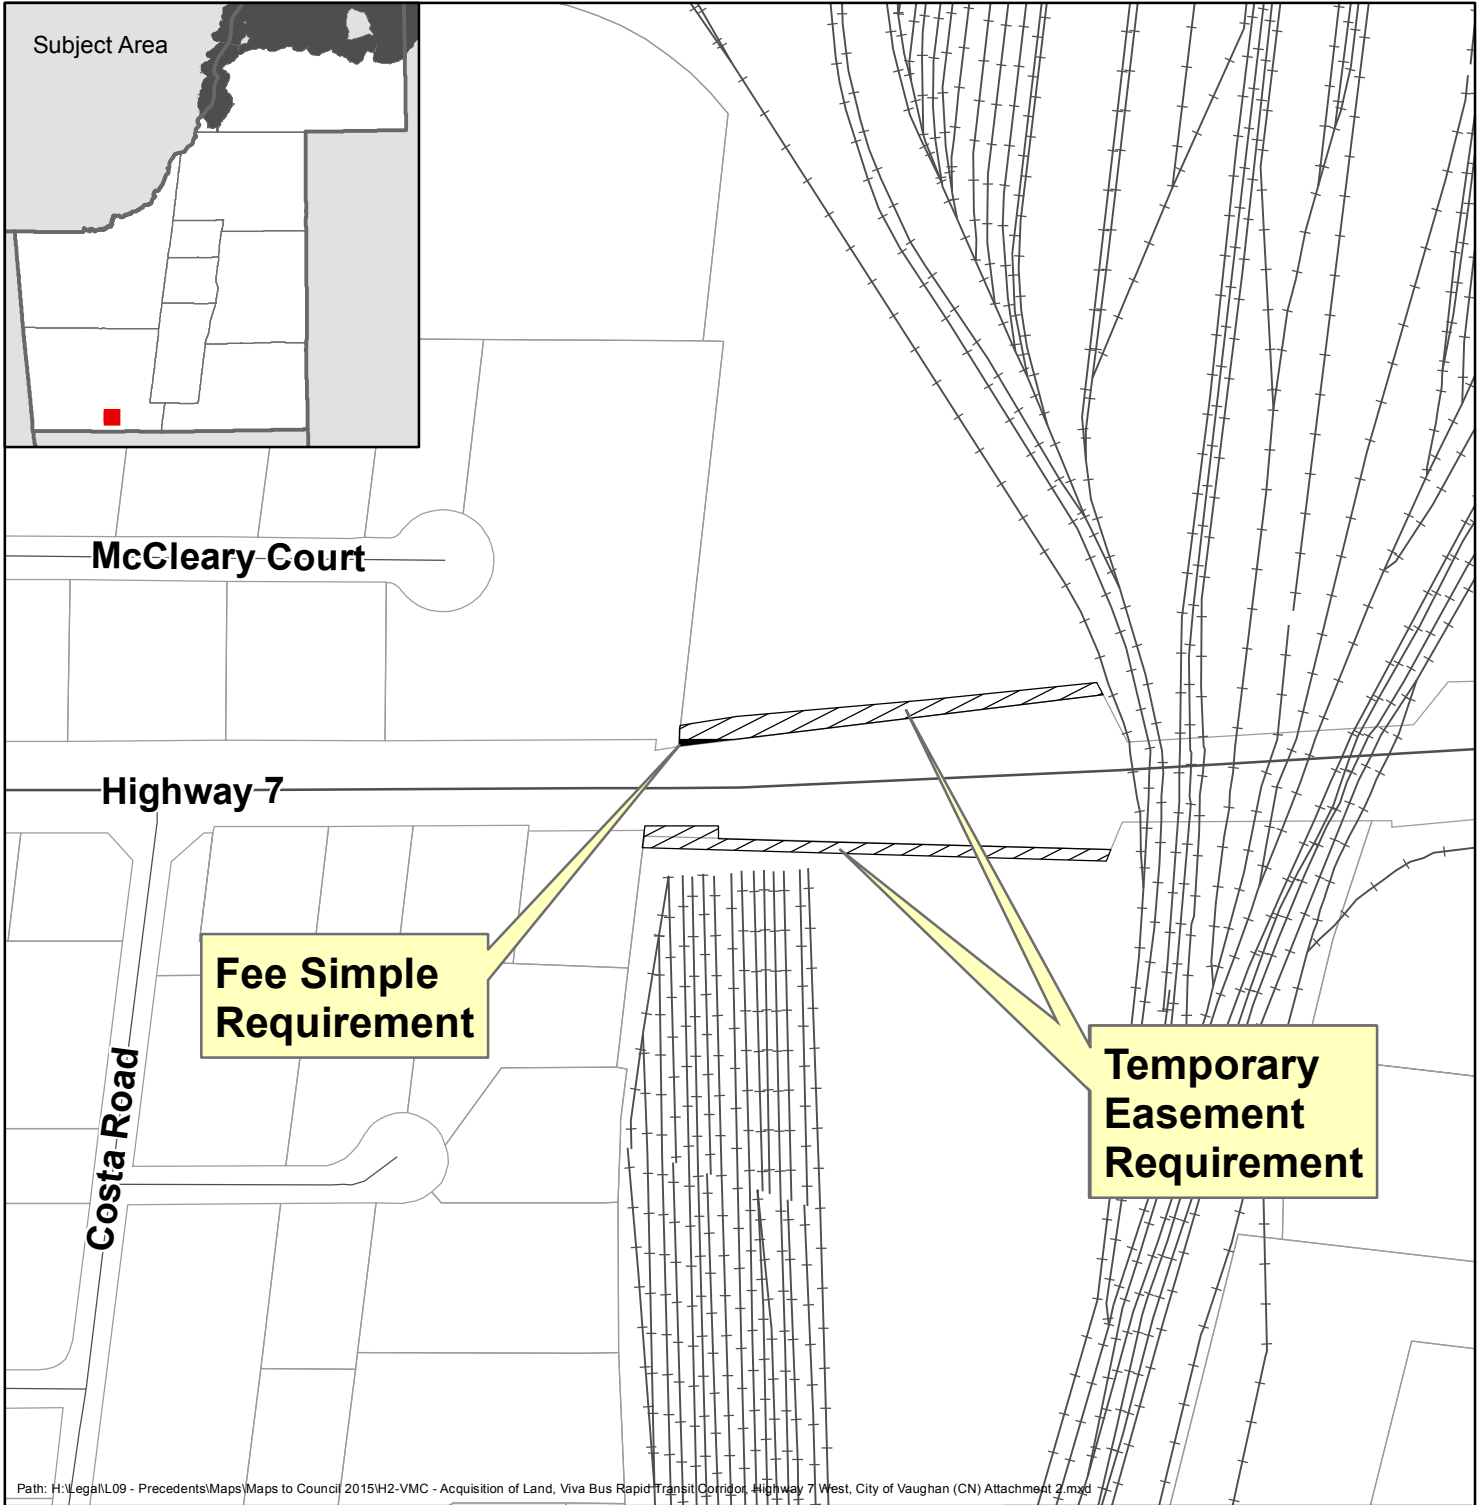 Subject Area
McCleary Court
Highway 7
Fee Simple
Requirement
Temporary
Easement
Requirement
Costa Road
Path: H:\Legal\L09 - Precedents\Maps\Maps to Council 2015\H2-VMC - Acquisition of Land, Viva Bus Rapid Transit Corridor, Highway 7 West, City of Vaughan (CN) Attachment 2.mxd